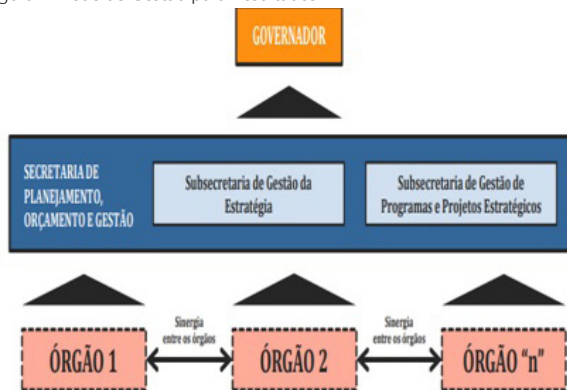 GOVERNADOR
SECRETARIA DE
PLANEJAMENTO,
ORÇAMENTO E GESTÃO
Subsecretaria de Gestão da
Estratégia
Subsecretaria de Gestão de
Programas e Projetos Estratégicos
Sinergia
entre os órgãos
Sinergia
entre os órgãos
ÓRGÃO 1
ÓRGÃO 2
ÓRGÃO "n"